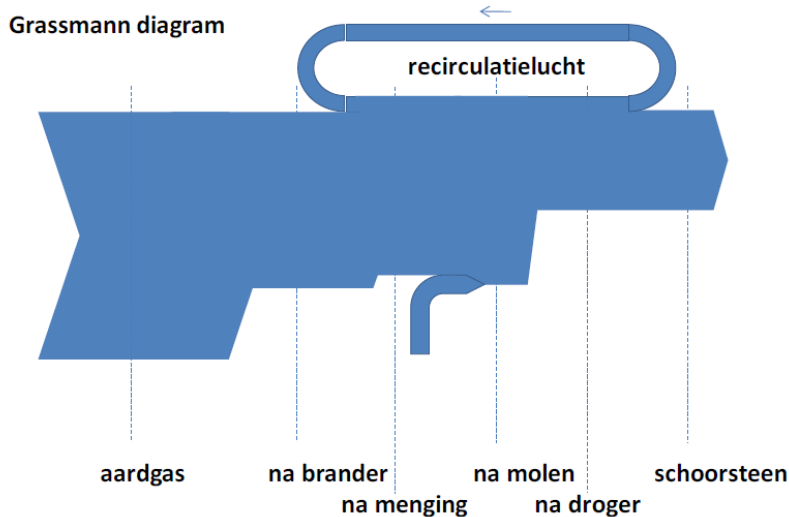 Grassmann diagram
recirculatielucht
aardgas
na brander
na menging
na molen
na droger
schoorsteen